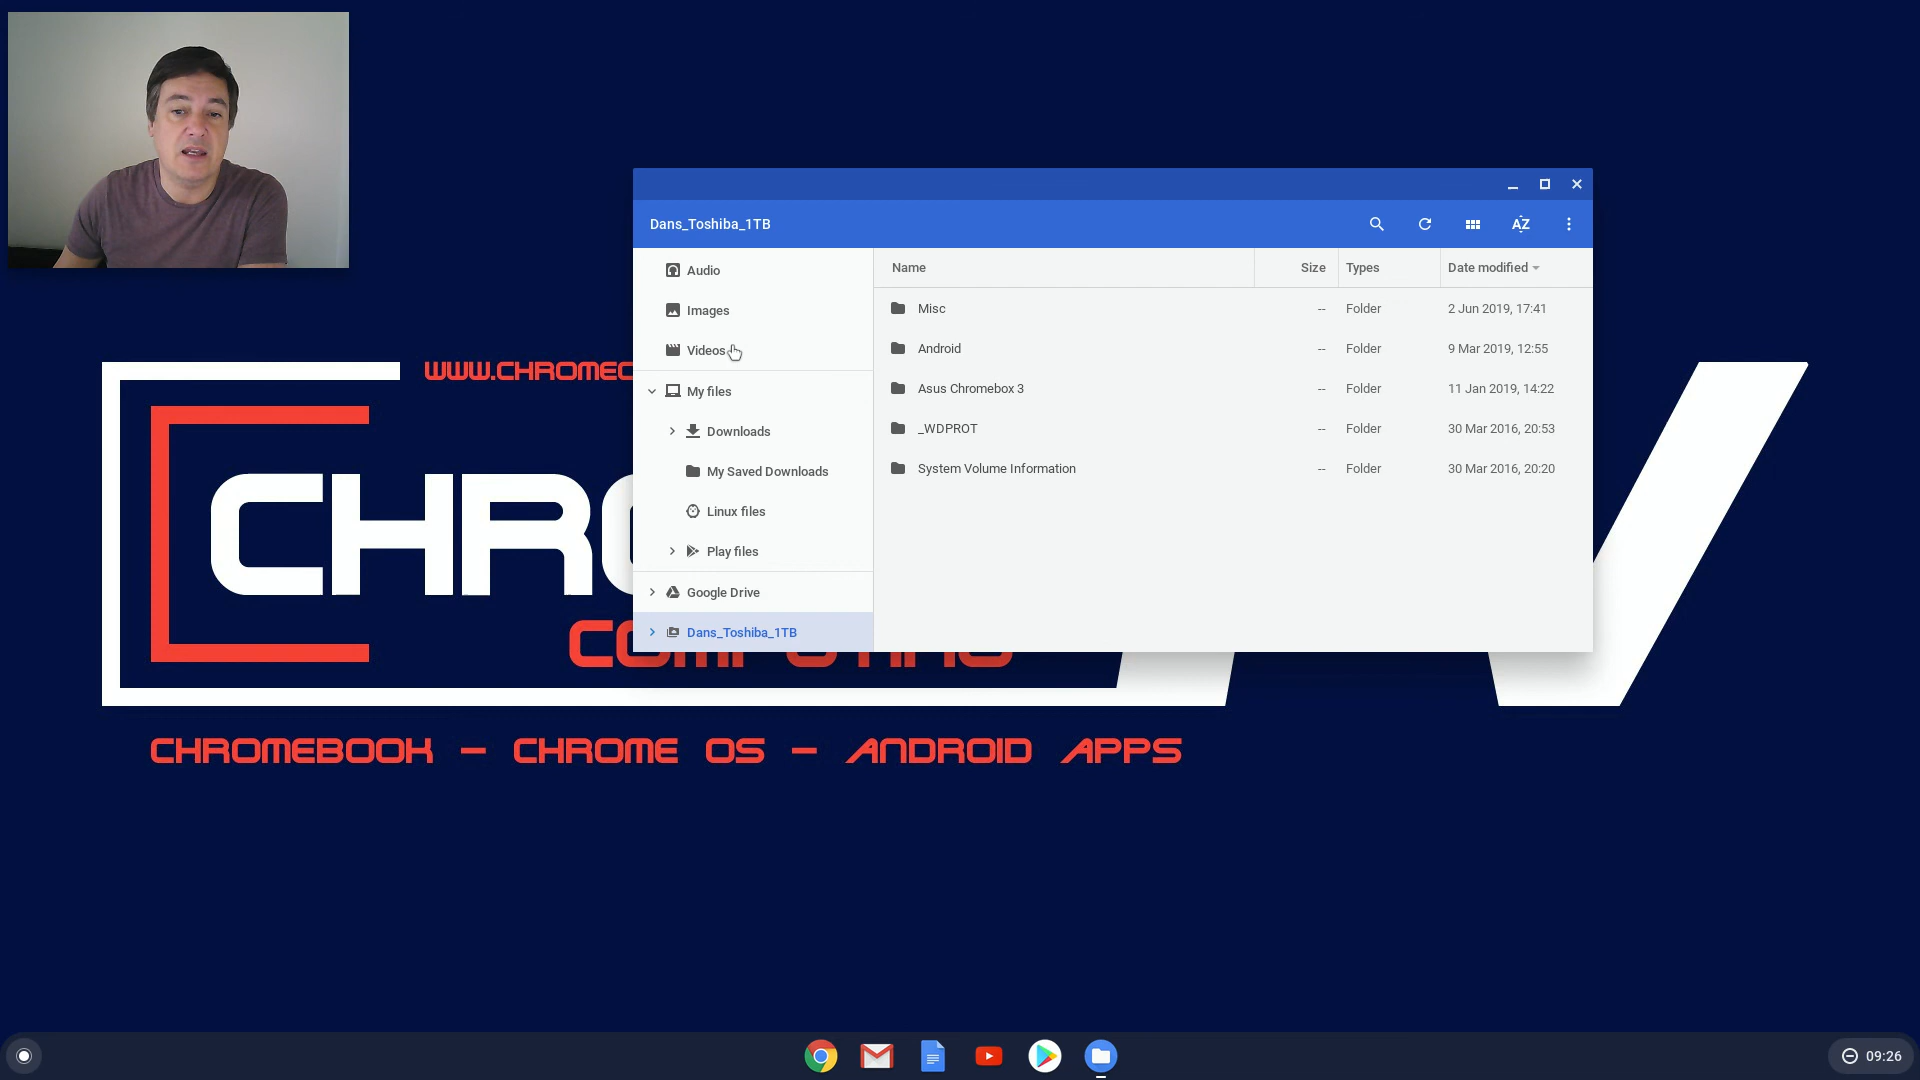 Dans_Toshiba_1TB
AZ
Audio
Images
Videos
My files
Downloads
My Saved Downloads
Linux files
Play files
Google Drive
Dans_Toshiba_1TB
Name Size Types Date modified
Misc -- Folder 2 Jun 2019, 17:41
Android -- Folder 9 Mar 2019, 12:55
Asus Chromebox 3 -- Folder 11 Jan 2019, 14:22
_WDPROT -- Folder 30 Mar 2016, 20:53
System Volume Information -- Folder 30 Mar 2016, 20:20
CHROMEBOOK - CHROME OS - ANDROID APPS
09:26